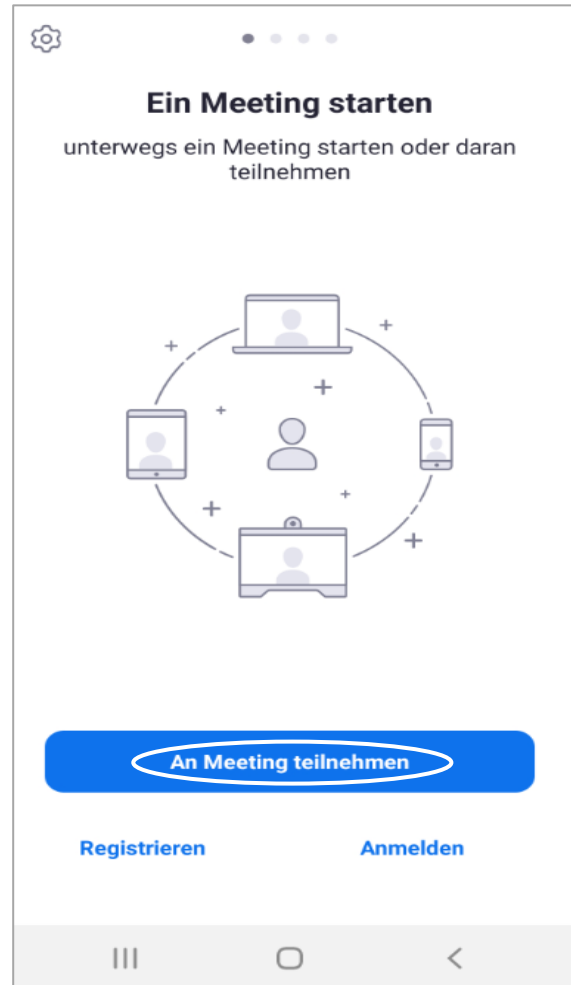 Ein Meeting starten
unterwegs ein Meeting starten oder daran
teilnehmen
An Meeting teilnehmen
Registrieren
Anmelden